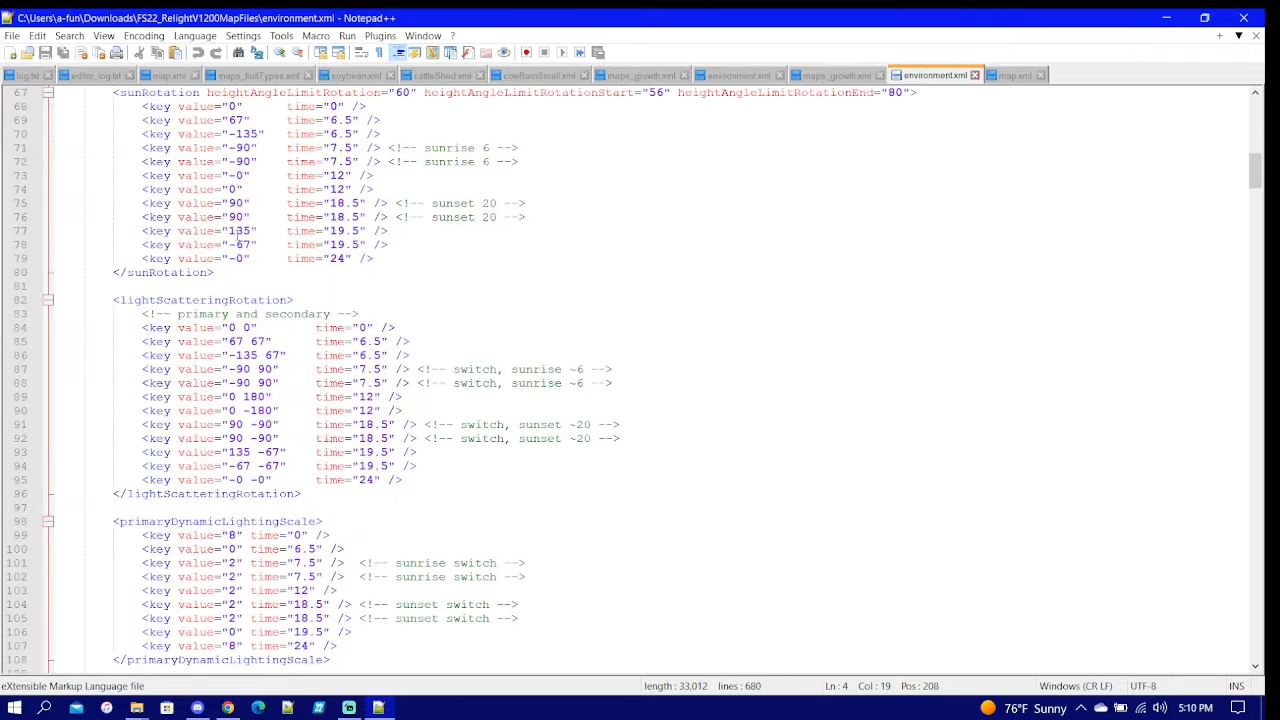 C:\Users\a-fun\Downloads\FS22_RelightV1200MapFiles\environment.xml - Notepad++
File Edit Search View Encoding Language Settings Tools Macro Run Plugins Window ?
log.txt editor_log.txt map.xml maps_fruitTypes.xml soybean.xml cattleShed.xml cowBarnSmall.xml maps_growth.xml environment.xml maps_growth.xml environment.xml map.xml
67 <sunRotation heightAngleLimitRotation="60" heightAngleLimitRotationStart="56" heightAngleLimitRotationEnd="80">
68 <key value="0" time="0" />
69 <key value="67" time="6.5" />
70 <key value="-135" time="6.5" />
71 <key value="-90" time="7.5" /> <!-- sunrise 6 -->
72 <key value="-90" time="7.5" /> <!-- sunrise 6 -->
73 <key value="-0" time="12" />
74 <key value="0" time="12" />
75 <key value="90" time="18.5" /> <!-- sunset 20 -->
76 <key value="90" time="18.5" /> <!-- sunset 20 -->
77 <key value="135" time="19.5" />
78 <key value="-67" time="19.5" />
79 <key value="-0" time="24" />
80 </sunRotation>
81
82 <lightScatteringRotation>
83 <!-- primary and secondary -->
84 <key value="0 0" time="0" />
85 <key value="67 67" time="6.5" />
86 <key value="-135 67" time="6.5" />
87 <key value="-90 90" time="7.5" /> <!-- switch, sunrise ~6 -->
88 <key value="-90 90" time="7.5" /> <!-- switch, sunrise ~6 -->
89 <key value="0 180" time="12" />
90 <key value="0 -180" time="12" />
91 <key value="90 -90" time="18.5" /> <!-- switch, sunset ~20 -->
92 <key value="90 -90" time="18.5" /> <!-- switch, sunset ~20 -->
93 <key value="135 -67" time="19.5" />
94 <key value="-67 -67" time="19.5" />
95 <key value="-0 -0" time="24" />
96 </lightScatteringRotation>
97
98 <primaryDynamicLightingScale>
99 <key value="8" time="0" />
100 <key value="0" time="6.5" />
101 <key value="2" time="7.5" /> <!-- sunrise switch -->
102 <key value="2" time="7.5" /> <!-- sunrise switch -->
103 <key value="2" time="12" />
104 <key value="2" time="18.5" /> <!-- sunset switch -->
105 <key value="2" time="18.5" /> <!-- sunset switch -->
106 <key value="0" time="19.5" />
107 <key value="8" time="24" />
108 </primaryDynamicLightingScale>
eXtensible Markup Language file length : 33,012 lines : 680 Ln : 4 Col : 19 Pos : 208 Windows (CR LF) UTF-8 INS
76°F Sunny 5:10 PM